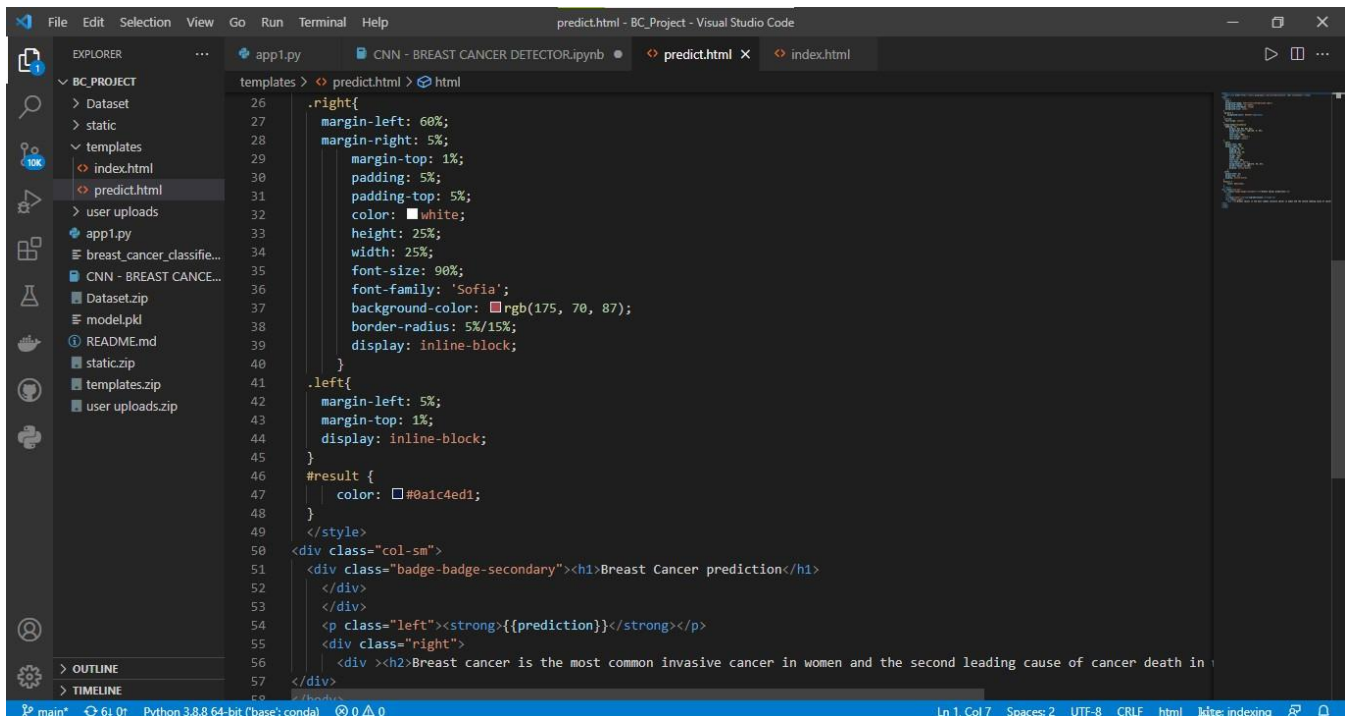 File Edit Selection View Go Run Terminal Help predict.html - BC_Project - Visual Studio Code
EXPLORER
app1.py CNN - BREAST CANCER DETECTOR.ipynb predict.html index.html
BC_PROJECT
templates > predict.html > html
Dataset
static
templates
index.html
predict.html
user uploads
app1.py
breast_cancer_classifie...
CNN - BREAST CANCE...
Dataset.zip
model.pkl
README.md
static.zip
templates.zip
user uploads.zip
1
10K
26 .right{
27 margin-left: 60%;
28 margin-right: 5%;
29 margin-top: 1%;
30 padding: 5%;
31 padding-top: 5%;
32 color: white;
33 height: 25%;
34 width: 25%;
35 font-size: 90%;
36 font-family: 'Sofia';
37 background-color: rgb(175, 70, 87);
38 border-radius: 5%/15%;
39 display: inline-block;
40 }
41 .left{
42 margin-left: 5%;
43 margin-top: 1%;
44 display: inline-block;
45 }
46 #result {
47 color: #0a1c4ed1;
48 }
49 </style>
50 <div class="col-sm">
51 <div class="badge-badge-secondary"><h1>Breast Cancer prediction</h1>
52 </div>
53 </div>
54 <p class="left"><strong>{{prediction}}</strong></p>
55 <div class="right">
56 <div ><h2>Breast cancer is the most common invasive cancer in women and the second leading cause of cancer death in
57 </div>
58 </body>
OUTLINE
TIMELINE
main* 6↓ 0↑ Python 3.8.8 64-bit ('base': conda) 0 0 Ln 1, Col 7 Spaces: 2 UTF-8 CRLF html kite: indexing